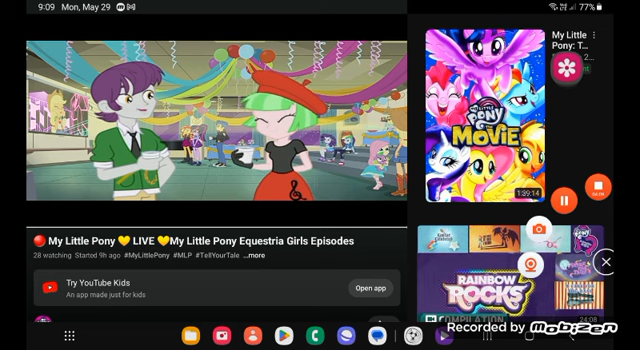 9:09 Mon, May 29
77%
My Little
Pony: T...
MY LITTLE
PONY
MOVIE
1:39:14
🔴 My Little Pony 💛 LIVE 💛My Little Pony Equestria Girls Episodes
28 watching Started 9h ago #MyLittlePony #MLP #TellYourTale ...more
Try YouTube Kids
An app made just for kids
Open app
RAINBOW
ROCKS
COMPILATION
24:08
Recorded by Mobizen